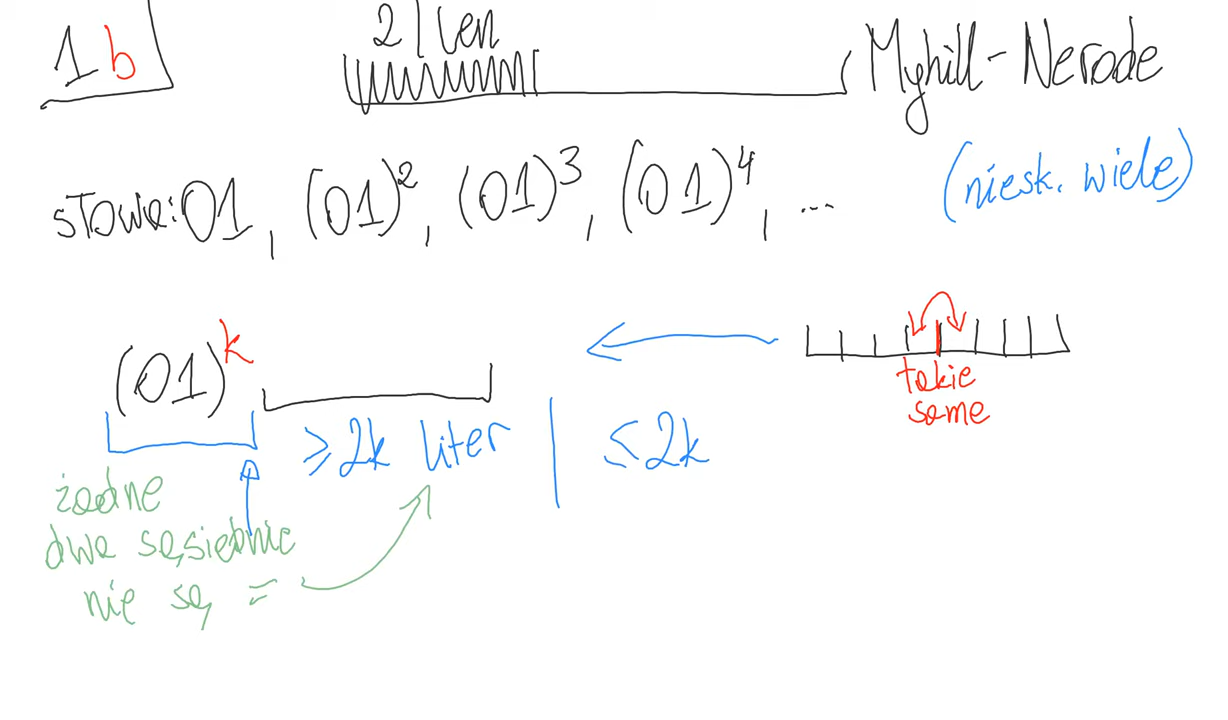 1b
2 | len
Myhill-Nerode
słowa: 01, (01)^2, (01)^3, (01)^4, ...
(niesk. wiele)
(01)^k
takie
same
≥2k liter | ≤2k
żadne
dwa sąsiednie
nie są =